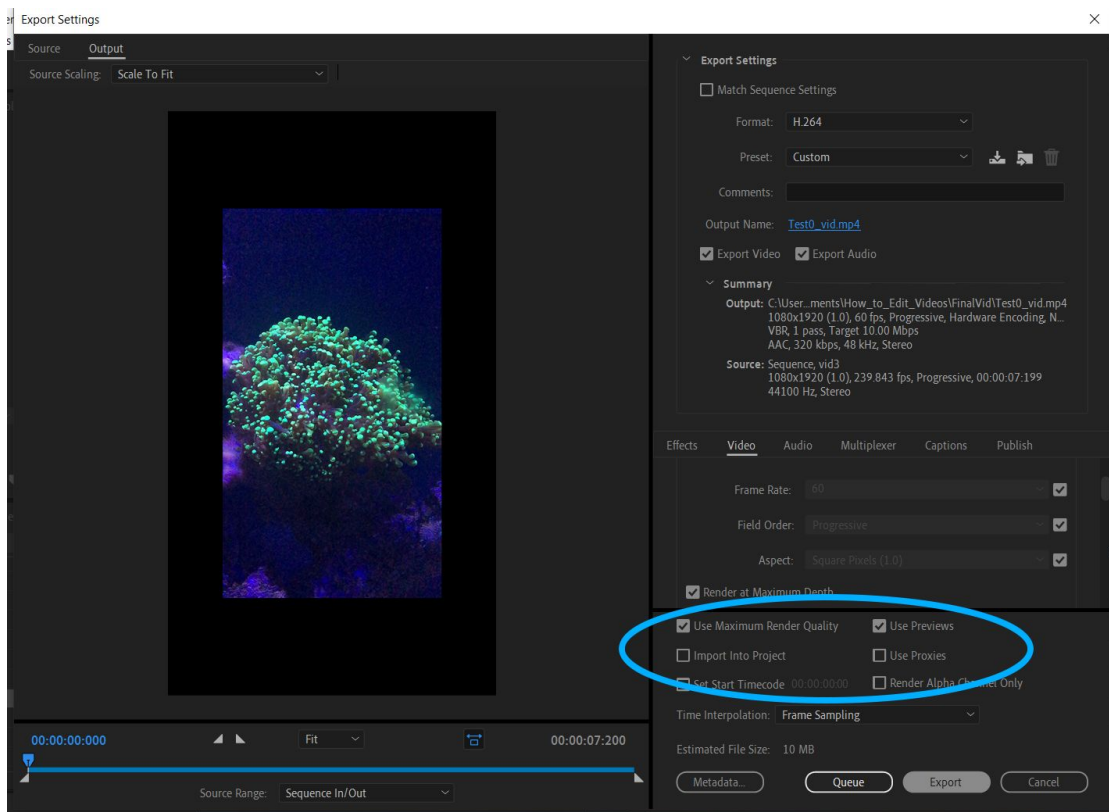 Export Settings
Source Output
Source Scaling: Scale To Fit
00:00:00:000 Fit 00:00:07:200
Source Range: Sequence In/Out
Export Settings
Match Sequence Settings
Format: H.264
Preset: Custom
Comments:
Output Name: Test0_vid.mp4
Export Video Export Audio
Summary
Output: C:\User...ments\How_to_Edit_Videos\FinalVid\Test0_vid.mp4
1080x1920 (1.0), 60 fps, Progressive, Hardware Encoding, N...
VBR, 1 pass, Target 10.00 Mbps
AAC, 320 kbps, 48 kHz, Stereo
Source: Sequence, vid3
1080x1920 (1.0), 239.843 fps, Progressive, 00:00:07:199
44100 Hz, Stereo
Effects Video Audio Multiplexer Captions Publish
Frame Rate: 60
Field Order: Progressive
Aspect: Square Pixels (1.0)
Render at Maximum Depth
Use Maximum Render Quality Use Previews
Import Into Project Use Proxies
Set Start Timecode 00:00:00:00 Render Alpha Channel Only
Time Interpolation: Frame Sampling
Estimated File Size: 10 MB
Metadata... Queue Export Cancel